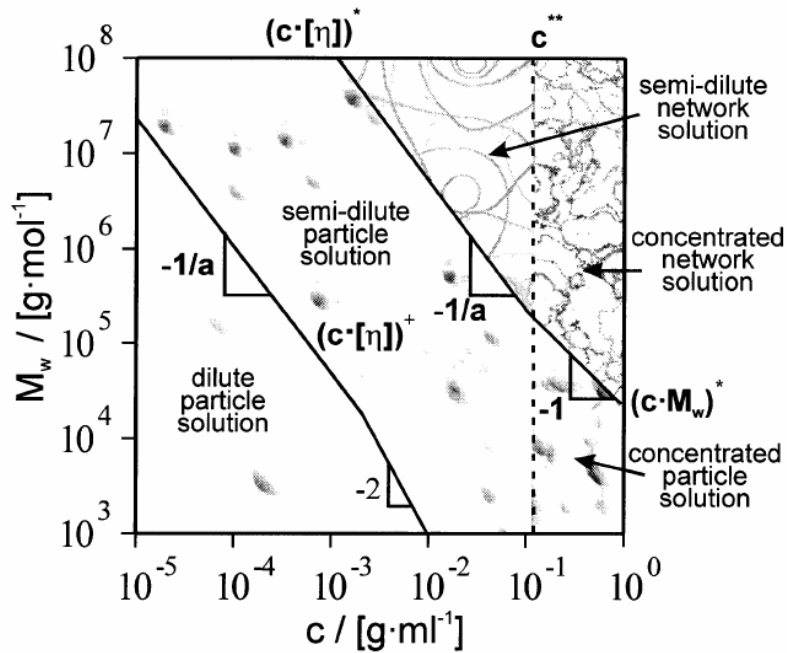 (c·[η])*
c**
10⁸
10⁷
10⁶
10⁵
10⁴
10³
M_w / [g·mol⁻¹]
semi-dilute
network
solution
semi-dilute
particle
solution
concentrated
network
solution
-1/a
-1/a
(c·[η])⁺
dilute
particle
solution
-1
(c·M_w)*
-2
concentrated
particle
solution
10⁻⁵
10⁻⁴
10⁻³
10⁻²
10⁻¹
10⁰
c / [g·ml⁻¹]